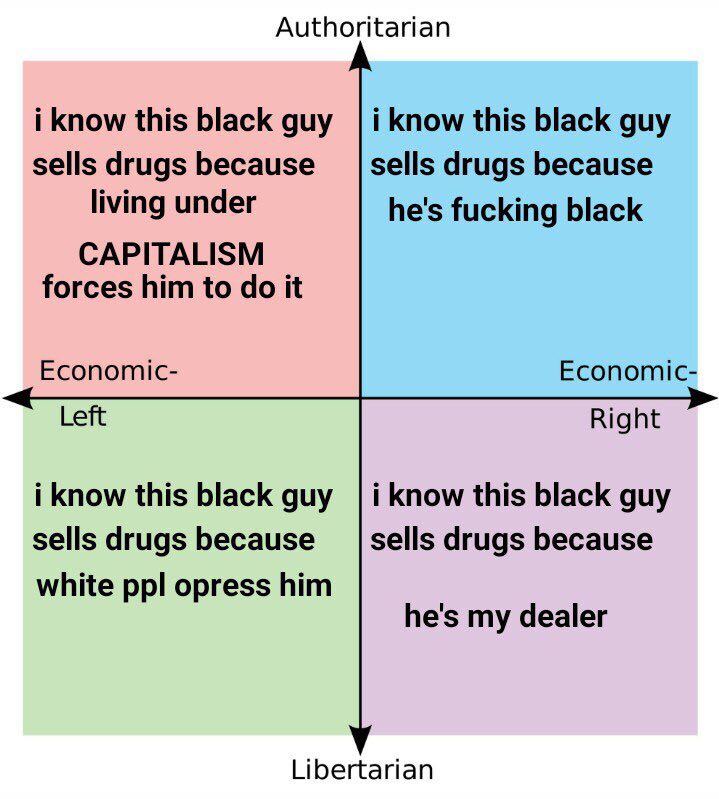 Authoritarian
i know this black guy
sells drugs because
living under
CAPITALISM
forces him to do it
i know this black guy
sells drugs because
he's fucking black
Economic-
Left
Economic-
Right
i know this black guy
sells drugs because
white ppl opress him
i know this black guy
sells drugs because
he's my dealer
Libertarian